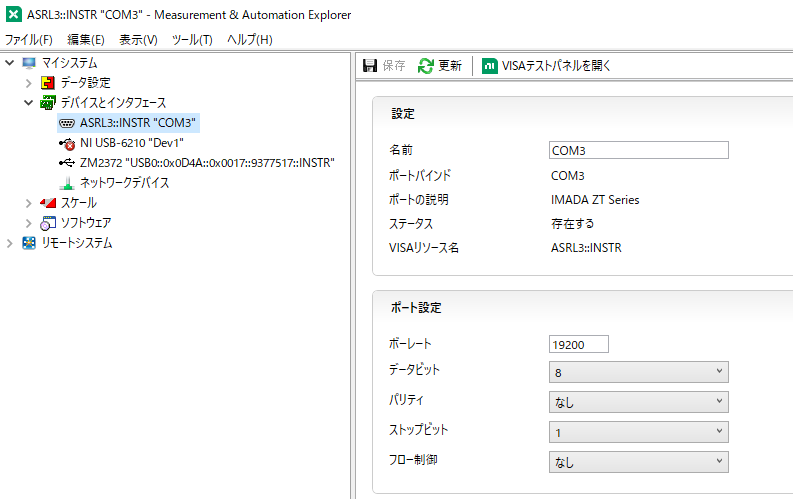 ASRL3::INSTR "COM3" - Measurement & Automation Explorer
ファイル(F) 編集(E) 表示(V) ツール(T) ヘルプ(H)
マイシステム
データ設定
デバイスとインタフェース
ASRL3::INSTR "COM3"
NI USB-6210 "Dev1"
ZM2372 "USB0::0x0D4A::0x0017::9377517::INSTR"
ネットワークデバイス
スケール
ソフトウェア
リモートシステム
保存 更新 VISAテストパネルを開く
設定
名前 COM3
ポートバインド COM3
ポートの説明 IMADA ZT Series
ステータス 存在する
VISAリソース名 ASRL3::INSTR
ポート設定
ボーレート 19200
データビット 8
パリティ なし
ストップビット 1
フロー制御 なし